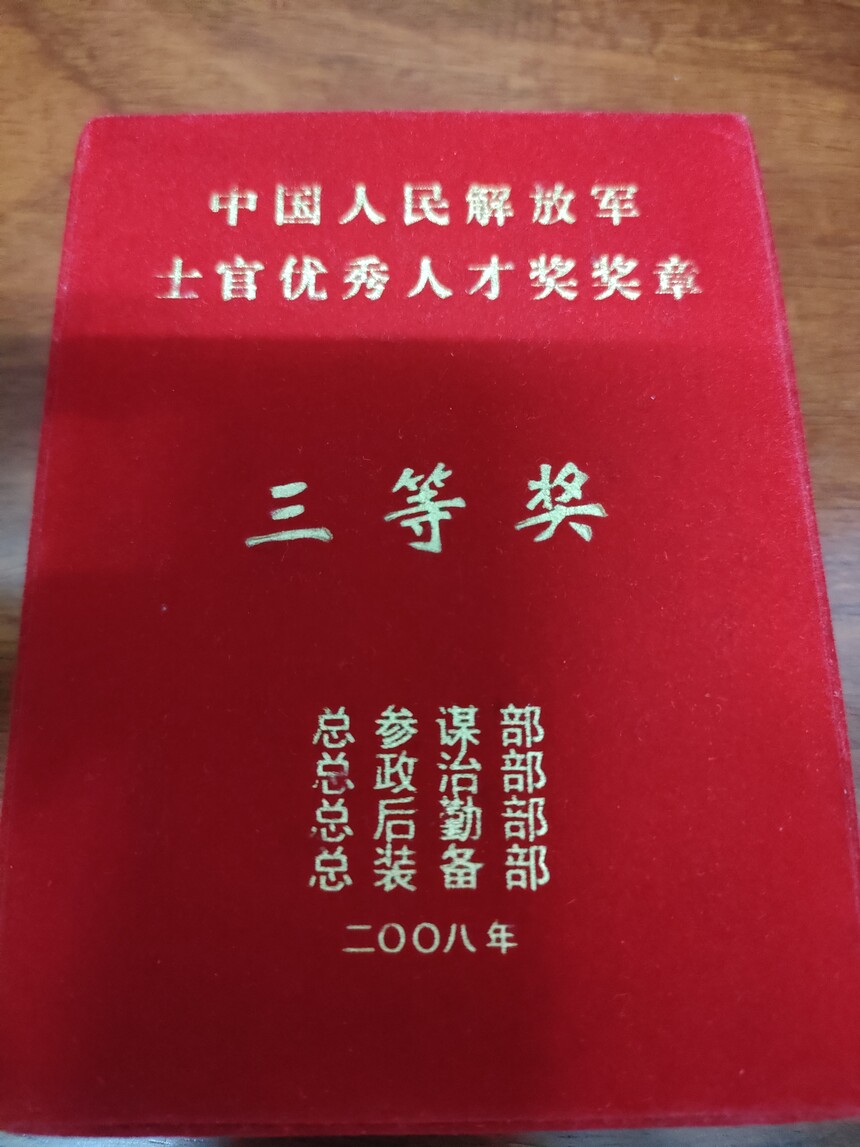 中国人民解放军
士官优秀人才奖奖章
三等奖
总参谋部
总政治部
总后勤部
总装备部
二〇〇八年